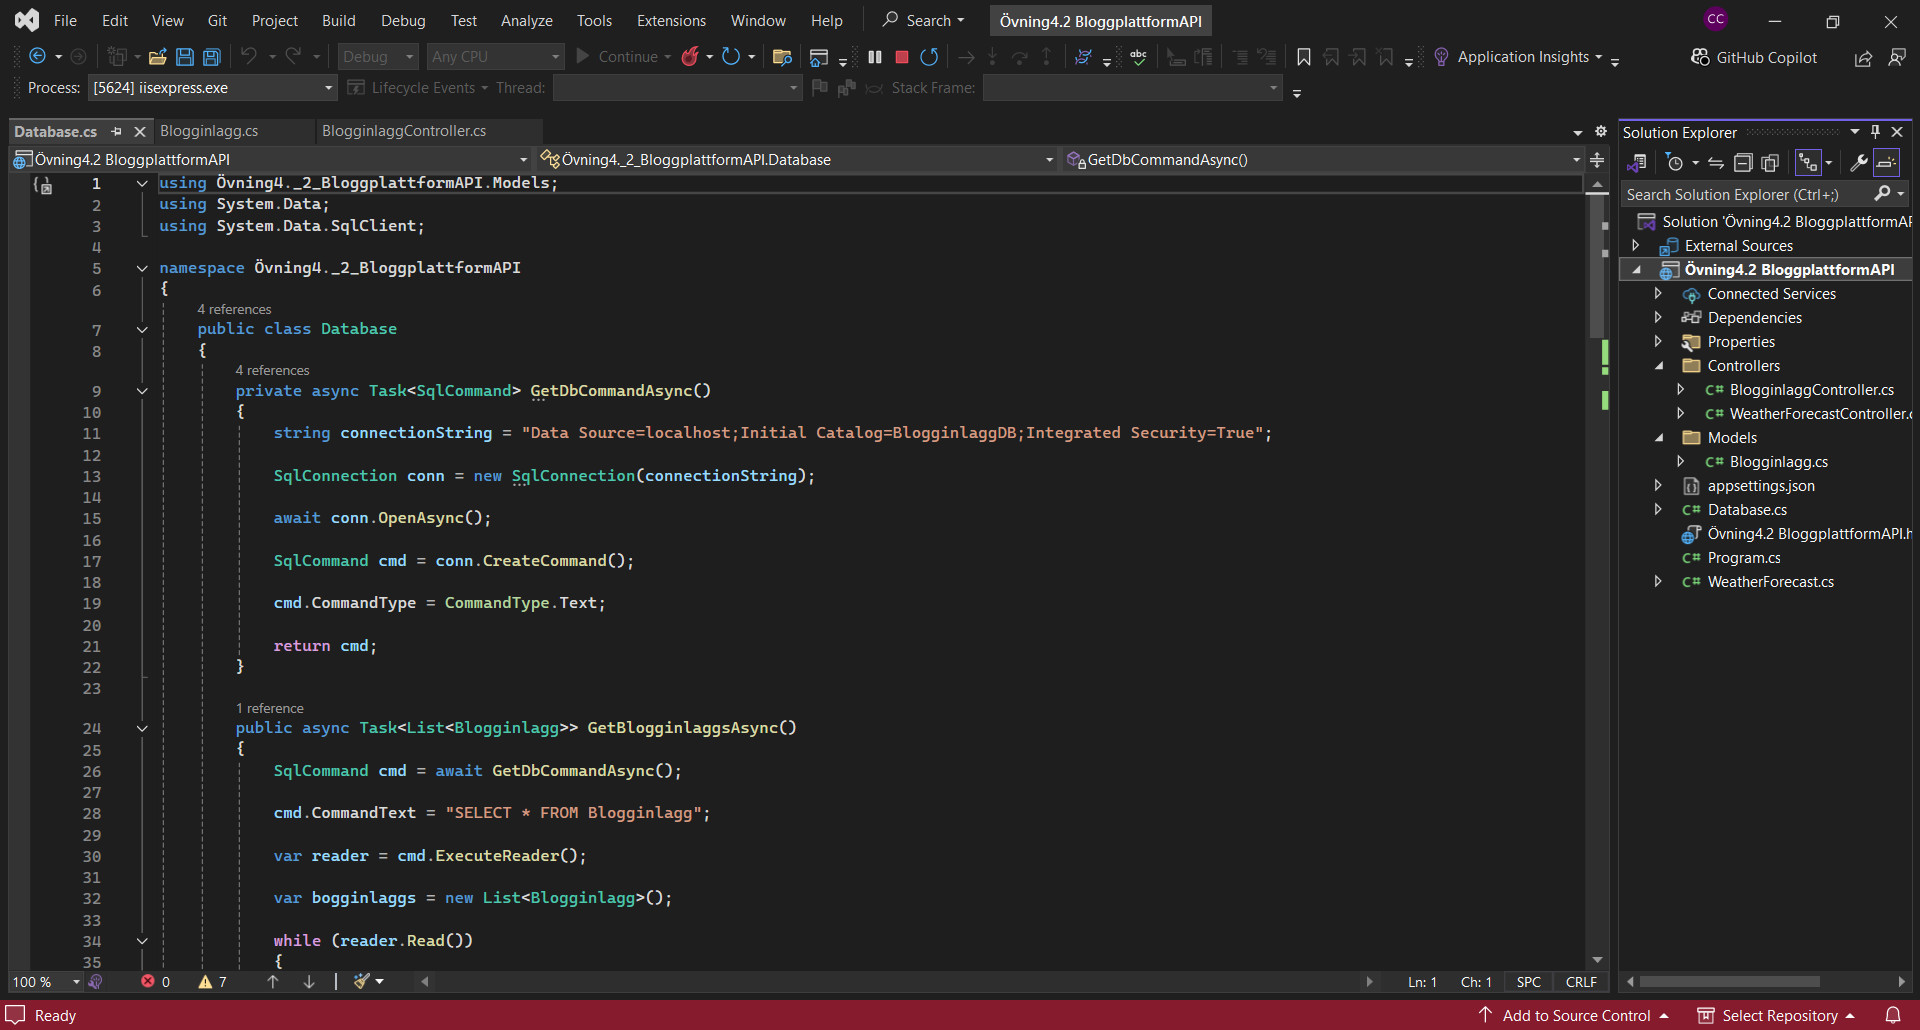 File Edit View Git Project Build Debug Test Analyze Tools Extensions Window Help Search Övning4.2 BloggplattformAPI CC
Debug Any CPU Continue abc Application Insights GitHub Copilot
Process: [5624] iisexpress.exe Lifecycle Events Thread: Stack Frame:
Database.cs Blogginlagg.cs BlogginlaggController.cs
Övning4.2 BloggplattformAPI Övning4._2_BloggplattformAPI.Database GetDbCommandAsync()
1 using Övning4._2_BloggplattformAPI.Models;
2 using System.Data;
3 using System.Data.SqlClient;
4
5 namespace Övning4._2_BloggplattformAPI
6 {
4 references
7 public class Database
8 {
4 references
9 private async Task<SqlCommand> GetDbCommandAsync()
10 {
11 string connectionString = "Data Source=localhost;Initial Catalog=BlogginlaggDB;Integrated Security=True";
12
13 SqlConnection conn = new SqlConnection(connectionString);
14
15 await conn.OpenAsync();
16
17 SqlCommand cmd = conn.CreateCommand();
18
19 cmd.CommandType = CommandType.Text;
20
21 return cmd;
22 }
23
1 reference
24 public async Task<List<Blogginlagg>> GetBlogginlaggsAsync()
25 {
26 SqlCommand cmd = await GetDbCommandAsync();
27
28 cmd.CommandText = "SELECT * FROM Blogginlagg";
29
30 var reader = cmd.ExecuteReader();
31
32 var bogginlaggs = new List<Blogginlagg>();
33
34 while (reader.Read())
35 {
100 % 0 7 Ln: 1 Ch: 1 SPC CRLF
Solution Explorer
Search Solution Explorer (Ctrl+;)
Solution 'Övning4.2 BloggplattformAP
External Sources
Övning4.2 BloggplattformAPI
Connected Services
Dependencies
Properties
Controllers
C# BlogginlaggController.cs
C# WeatherForecastController.c
Models
C# Blogginlagg.cs
appsettings.json
C# Database.cs
Övning4.2 BloggplattformAPI.h
C# Program.cs
C# WeatherForecast.cs
Ready Add to Source Control Select Repository